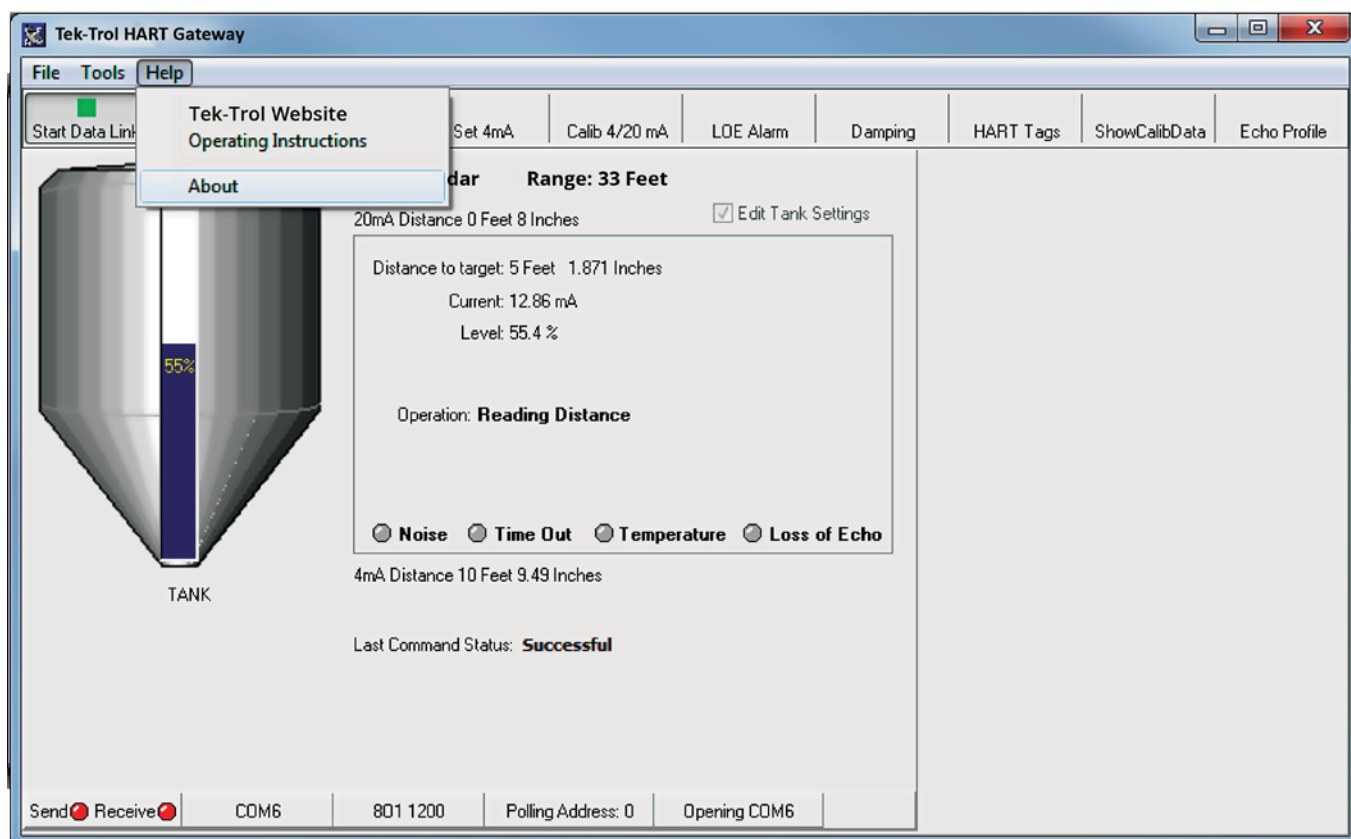 Tek-Trol HART Gateway
File Tools Help
Tek-Trol Website
Operating Instructions
About
Start Data Link Set 4mA Calib 4/20 mA LOE Alarm Damping HART Tags ShowCalibData Echo Profile
Range: 33 Feet
20mA Distance 0 Feet 8 Inches Edit Tank Settings
Distance to target: 5 Feet 1.871 Inches
Current: 12.86 mA
Level: 55.4 %
55%
Operation: Reading Distance
Noise Time Out Temperature Loss of Echo
4mA Distance 10 Feet 9.49 Inches
TANK
Last Command Status: Successful
Send Receive COM6 8O1 1200 Polling Address: 0 Opening COM6